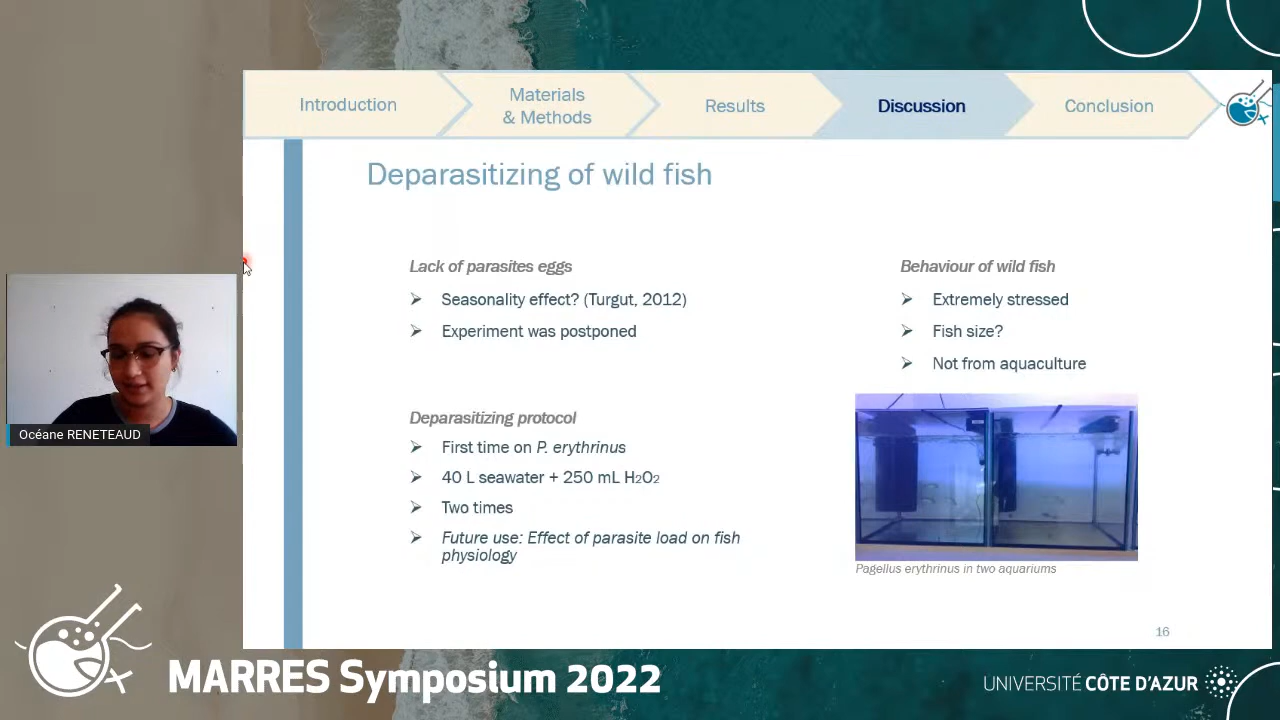 Introduction
Materials
& Methods
Results
Discussion
Conclusion
Deparasitizing of wild fish
Lack of parasites eggs
➢ Seasonality effect? (Turgut, 2012)
➢ Experiment was postponed
Behaviour of wild fish
➢ Extremely stressed
➢ Fish size?
➢ Not from aquaculture
Deparasitizing protocol
➢ First time on P. erythrinus
➢ 40 L seawater + 250 mL H2O2
➢ Two times
➢ Future use: Effect of parasite load on fish
physiology
Pagellus erythrinus in two aquariums
16
Océane RENETEAUD
MARRES Symposium 2022
UNIVERSITÉ CÔTE D'AZUR